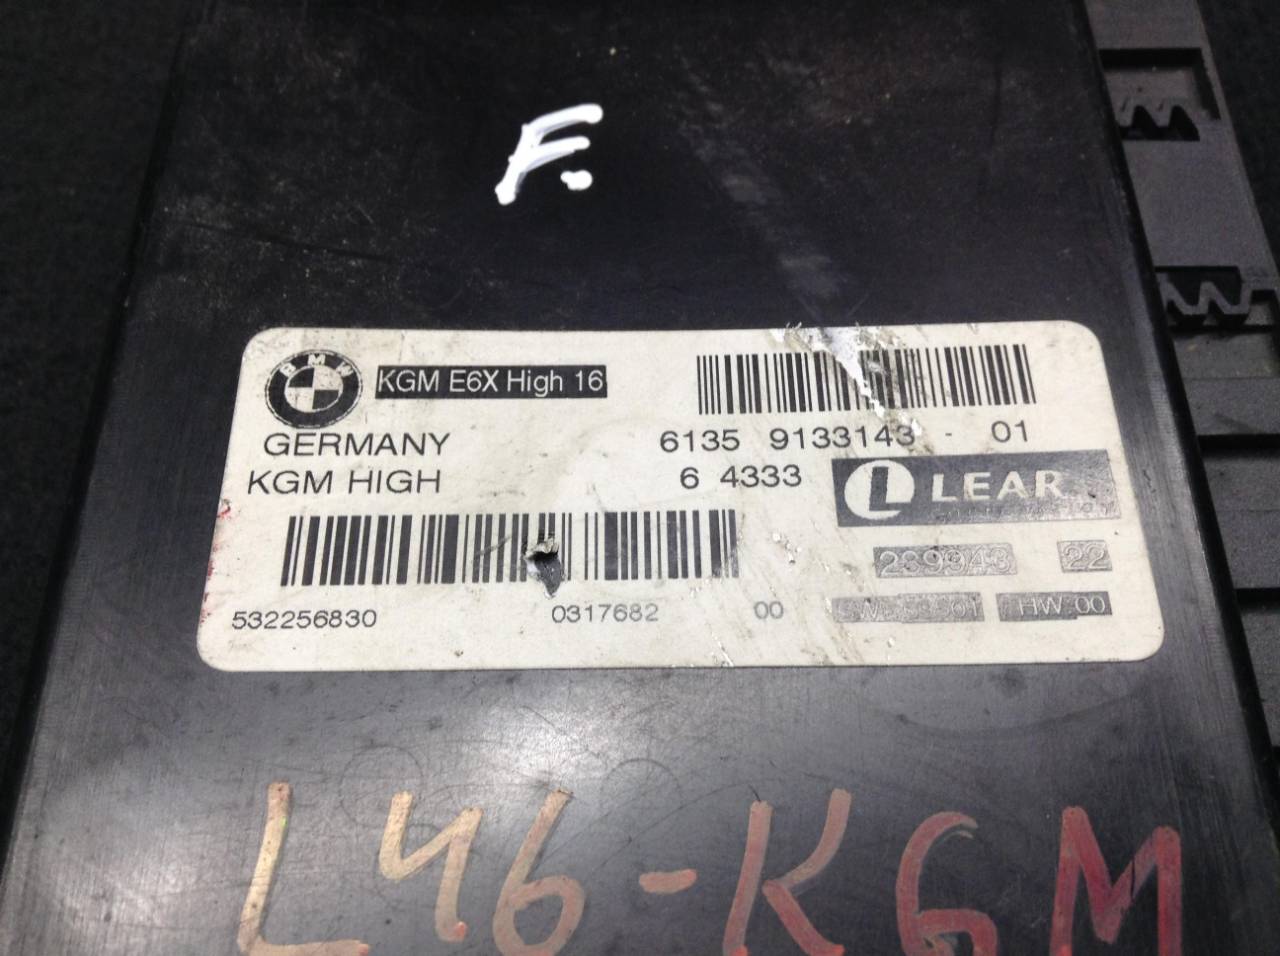 F.
BMW
KGM E6X High 16
GERMANY
6135 9133143 - 01
KGM HIGH
6 4333
L LEAR
239943 22
532256830 0317682 00
HW:00
L46-KGM